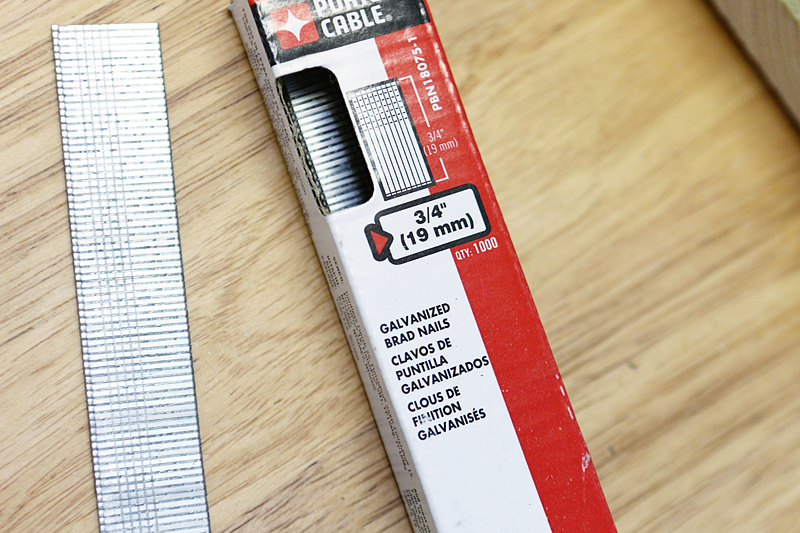 CABLE®
PBN18075-1
3/4"
(19 mm)
3/4"
(19 mm)
QTY: 1000
GALVANIZED
BRAD NAILS
CLAVOS DE
PUNTILLA
GALVANIZADOS
CLOUS DE
FINITION
GALVANISÉS